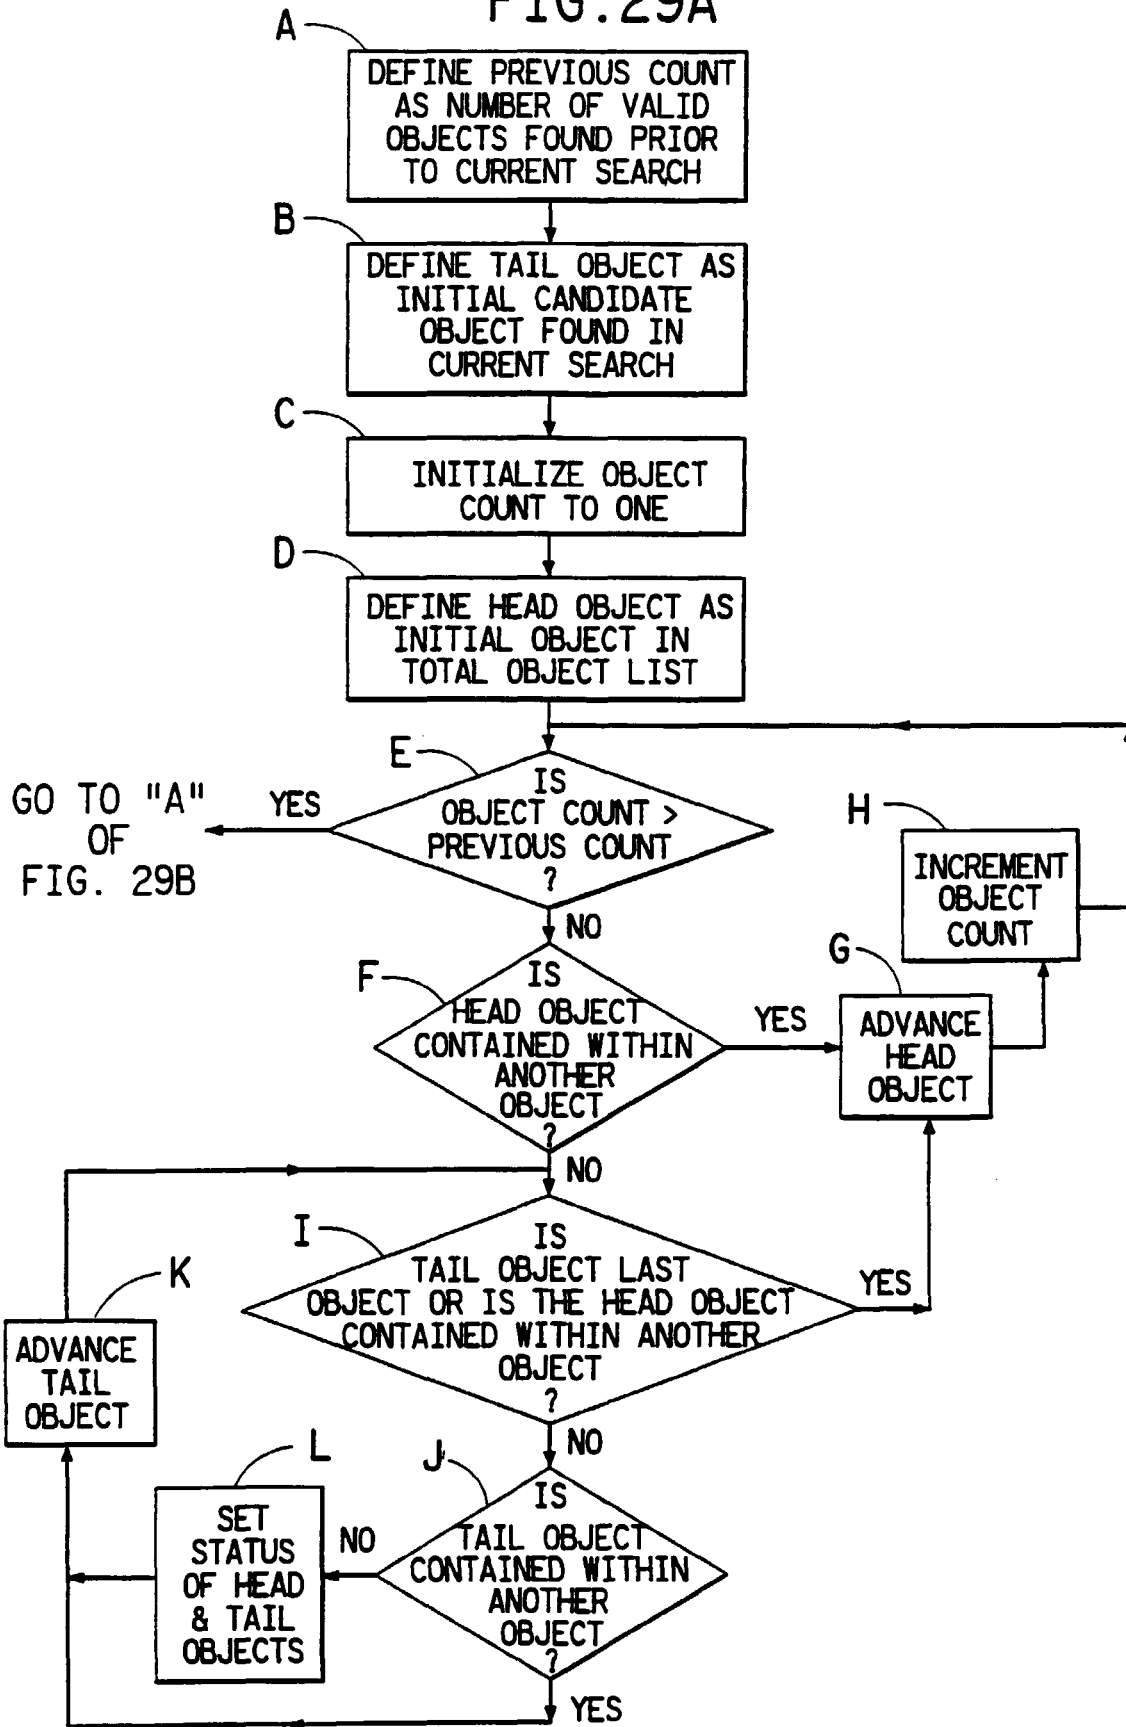 FIG.29A
A
DEFINE PREVIOUS COUNT
AS NUMBER OF VALID
OBJECTS FOUND PRIOR
TO CURRENT SEARCH
B
DEFINE TAIL OBJECT AS
INITIAL CANDIDATE
OBJECT FOUND IN
CURRENT SEARCH
C
INITIALIZE OBJECT
COUNT TO ONE
D
DEFINE HEAD OBJECT AS
INITIAL OBJECT IN
TOTAL OBJECT LIST
E
IS
OBJECT COUNT >
PREVIOUS COUNT
?
YES
GO TO "A"
OF
FIG. 29B
NO
H
INCREMENT
OBJECT
COUNT
G
ADVANCE
HEAD
OBJECT
F
IS
HEAD OBJECT
CONTAINED WITHIN
ANOTHER
OBJECT
?
YES
NO
I
IS
TAIL OBJECT LAST
OBJECT OR IS THE HEAD OBJECT
CONTAINED WITHIN ANOTHER
OBJECT
?
YES
NO
K
ADVANCE
TAIL
OBJECT
L
SET
STATUS
OF HEAD
& TAIL
OBJECTS
NO
J
IS
TAIL OBJECT
CONTAINED WITHIN
ANOTHER
OBJECT
?
YES